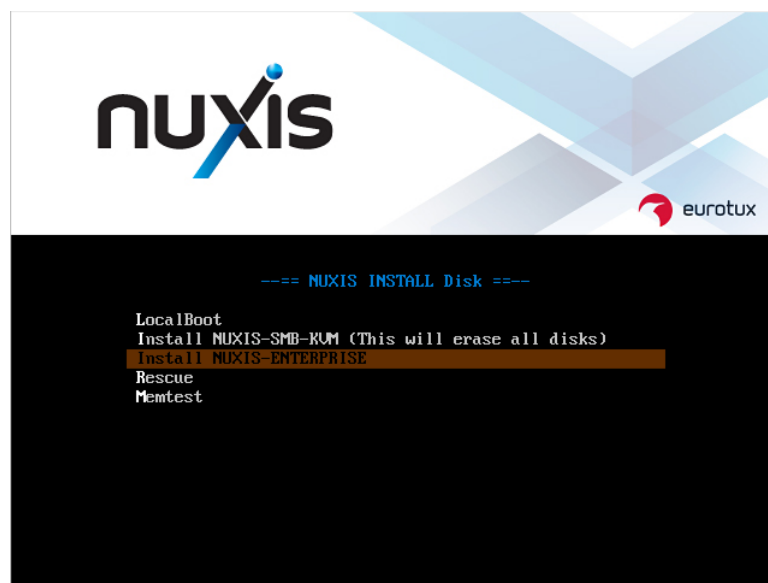 nuxis
eurotux
--== NUXIS INSTALL Disk ==--
LocalBoot
Install NUXIS-SMB-KVM (This will erase all disks)
Install NUXIS-ENTERPRISE
Rescue
Memtest